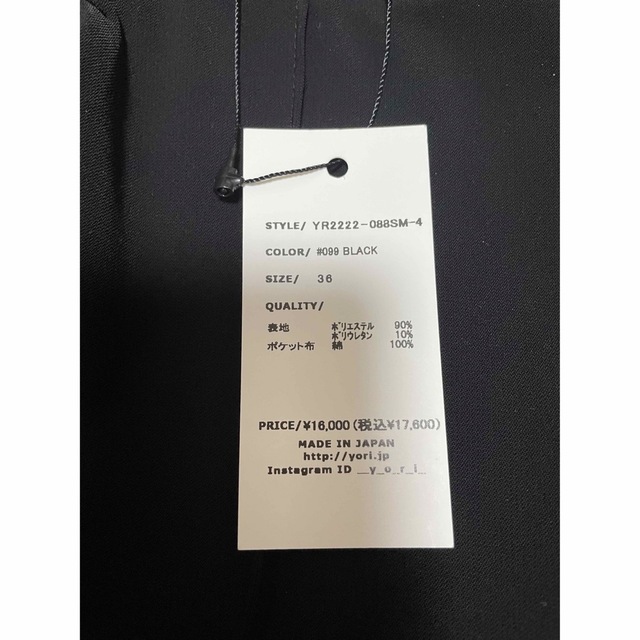 STYLE/ YR2222-088SM-4
COLOR/ #099 BLACK
SIZE/ 36
QUALITY/
表地 ﾎﾟﾘｴｽﾃﾙ 90%
ﾎﾟﾘｳﾚﾀﾝ 10%
ポケット布 綿 100%
PRICE/¥16,000(税込¥17,600)
MADE IN JAPAN
http://yori.jp
Instagram ID __y_o_r_i_